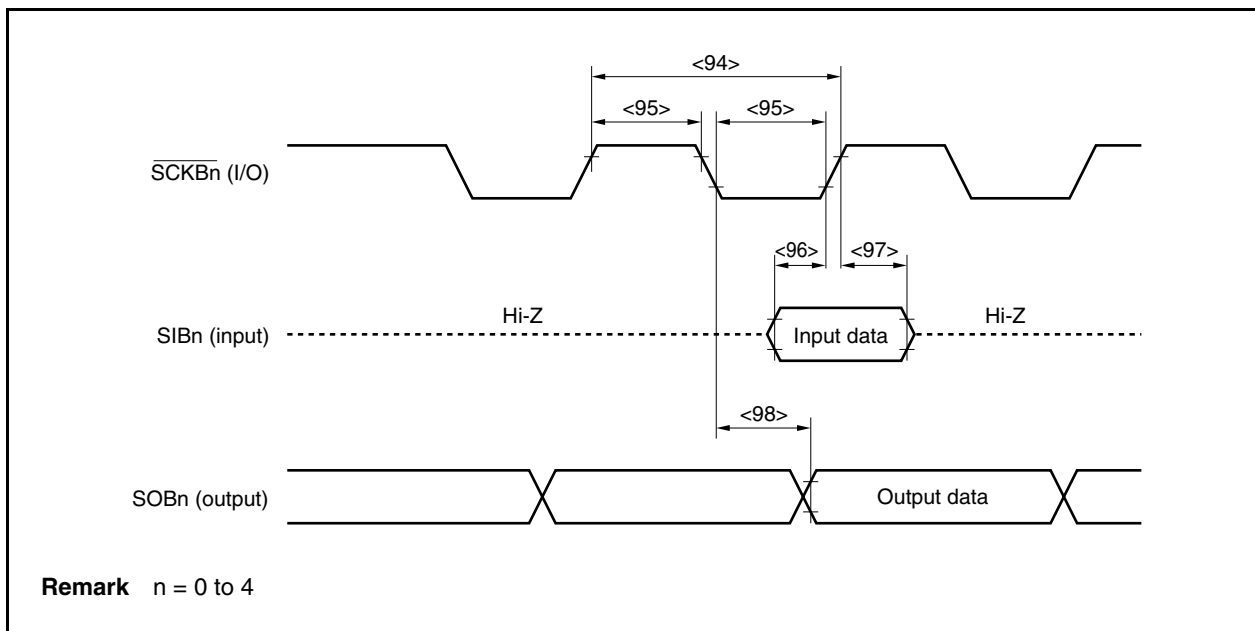 <94>
<95> <95>
SCKBn (I/O)
<96> <97>
Hi-Z Hi-Z
SIBn (input) Input data
<98>
SOBn (output) Output data
Remark n = 0 to 4